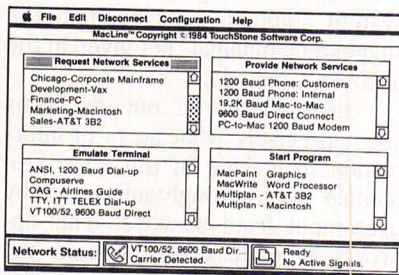 File Edit Disconnect Configuration Help
MacLine™ Copyright © 1984 TouchStone Software Corp.
Request Network Services
Chicago-Corporate Mainframe
Development-Vax
Finance-PC
Marketing-Macintosh
Sales-AT&T 3B2
Provide Network Services
1200 Baud Phone: Customers
1200 Baud Phone: Internal
19.2K Baud Mac-to-Mac
9600 Baud Direct Connect
PC-to-Mac 1200 Baud Modem
Emulate Terminal
ANSI, 1200 Baud Dial-up
Compuserve
OAG - Airlines Guide
TTY, ITT TELEX Dial-up
VT100/52, 9600 Baud Direct
Start Program
MacPaint Graphics
MacWrite Word Processor
Multiplan - AT&T 3B2
Multiplan - Macintosh
Network Status:
VT100/52, 9600 Baud Dir...
Carrier Detected.
Ready
No Active Signals.